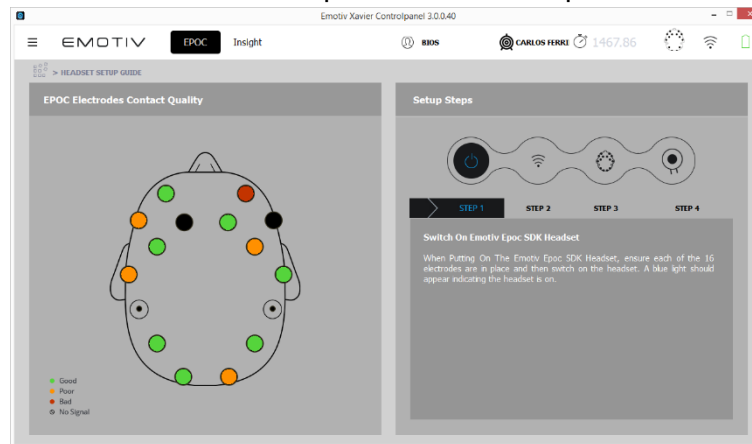 Emotiv Xavier Controlpanel 3.0.0.40
EMOTIV
EPOC
Insight
BIOS
CARLOS FERRI
1467.86
> HEADSET SETUP GUIDE
EPOC Electrodes Contact Quality
Good
Poor
Bad
No Signal
Setup Steps
STEP 1
STEP 2
STEP 3
STEP 4
Switch On Emotiv Epoc SDK Headset
When Putting On The Emotiv Epoc SDK Headset, ensure each of the 16
electrodes are in place and then swtch on the headset. A blue light should
appear indicating the headset is on.